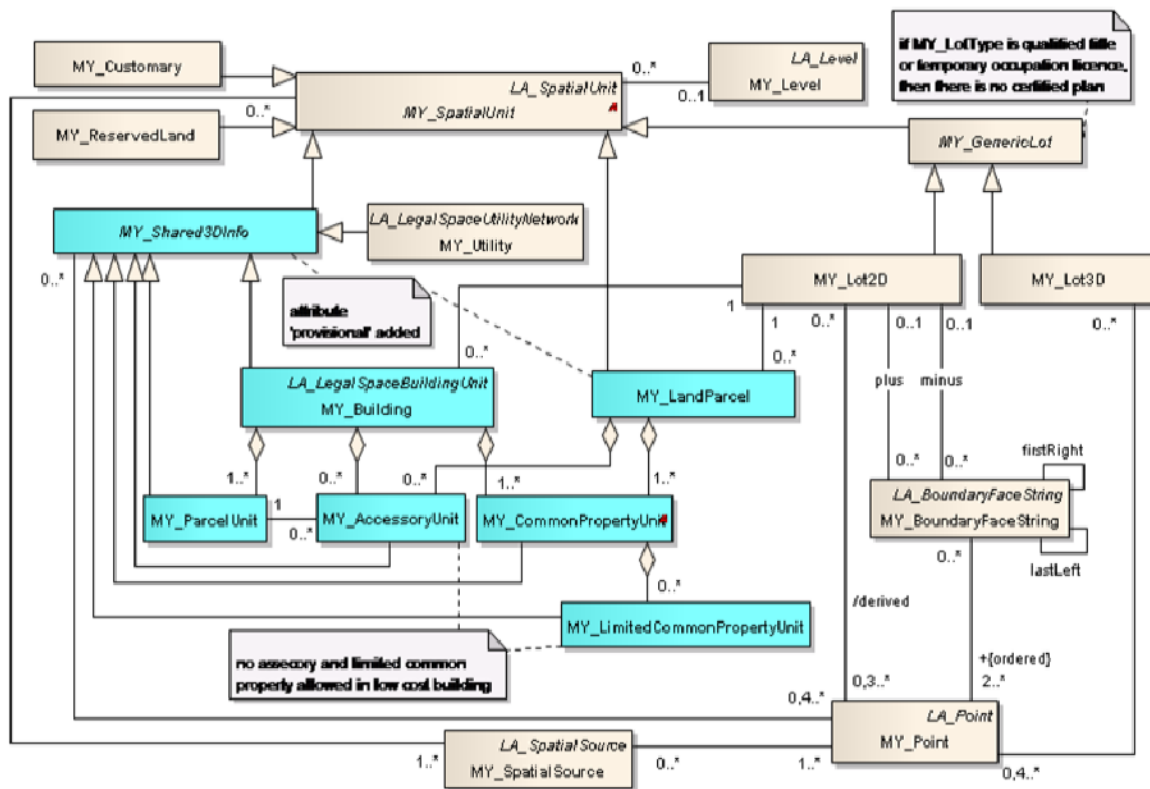 if MY_LotType is qualified title
or temporary occupation licence,
then there is no certified plan
MY_Customary
LA_SpatialUnit
MY_SpatialUnit
0..*
0..1
LA_Level
MY_Level
0..*
MY_ReservedLand
MY_GenericLot
MY_Shared3DInfo
LA_LegalSpaceUtilityNetwork
MY_Utility
0..*
MY_Lot2D
MY_Lot3D
attribute
'provisional' added
1
1
0..*
0..1
0..1
0..*
0..*
0..*
plus
minus
LA_LegalSpaceBuildingUnit
MY_Building
MY_LandParcel
firstRight
1..*
0..*
0..*
1..*
1..*
0..*
0..*
MY_ParcelUnit
1
0..*
MY_AccessoryUnit
MY_CommonPropertyUnit
LA_BoundaryFaceString
MY_BoundaryFaceString
0..*
lastLeft
0..*
/derived
MY_LimitedCommonPropertyUnit
no assecory and limited common
property allowed in low cost building
+{ordered}
0,4..*
0,3..*
2..*
LA_Point
MY_Point
LA_SpatialSource
MY_SpatialSource
1..*
0..*
1..*
0,4..*